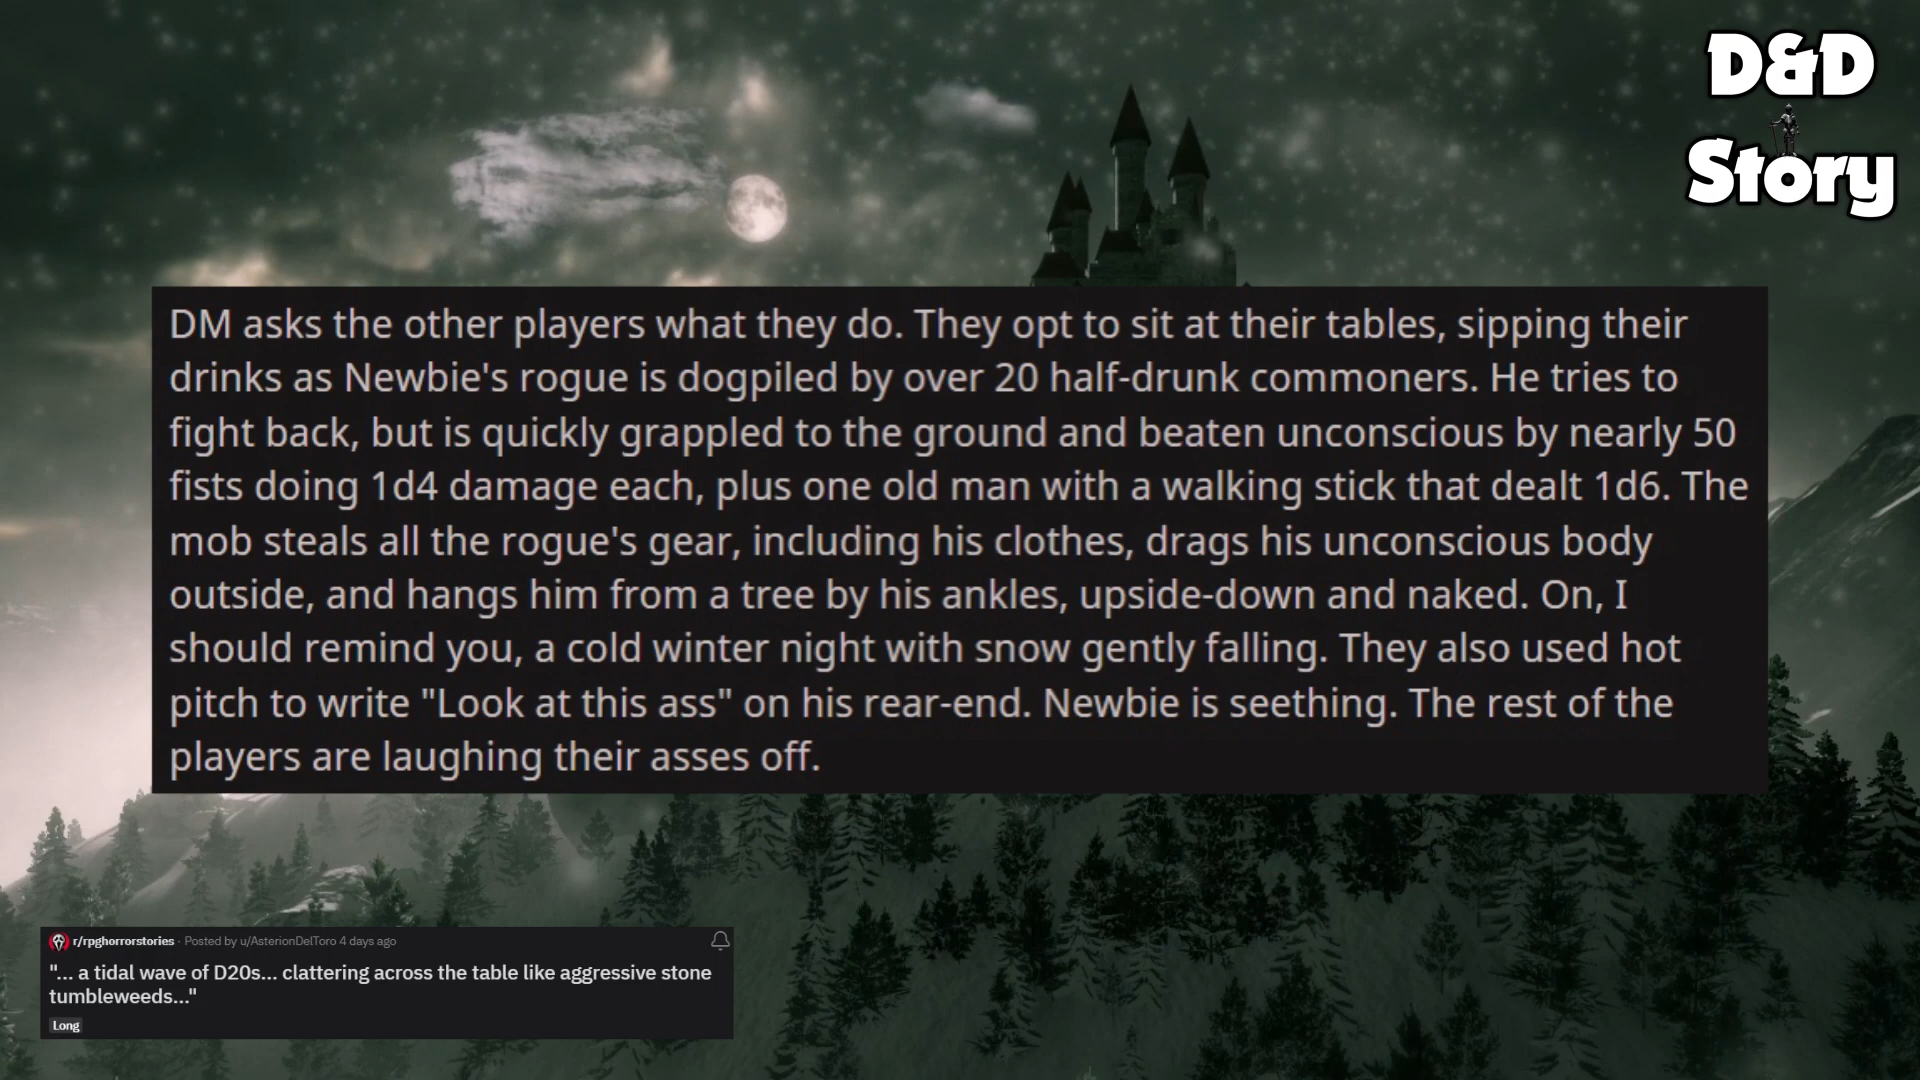 D&D
Story
DM asks the other players what they do. They opt to sit at their tables, sipping their
drinks as Newbie's rogue is dogpiled by over 20 half-drunk commoners. He tries to
fight back, but is quickly grappled to the ground and beaten unconscious by nearly 50
fists doing 1d4 damage each, plus one old man with a walking stick that dealt 1d6. The
mob steals all the rogue's gear, including his clothes, drags his unconscious body
outside, and hangs him from a tree by his ankles, upside-down and naked. On, I
should remind you, a cold winter night with snow gently falling. They also used hot
pitch to write "Look at this ass" on his rear-end. Newbie is seething. The rest of the
players are laughing their asses off.
r/rpghorrorstories · Posted by u/AsterionDelToro 4 days ago
"... a tidal wave of D20s... clattering across the table like aggressive stone
tumbleweeds..."
Long